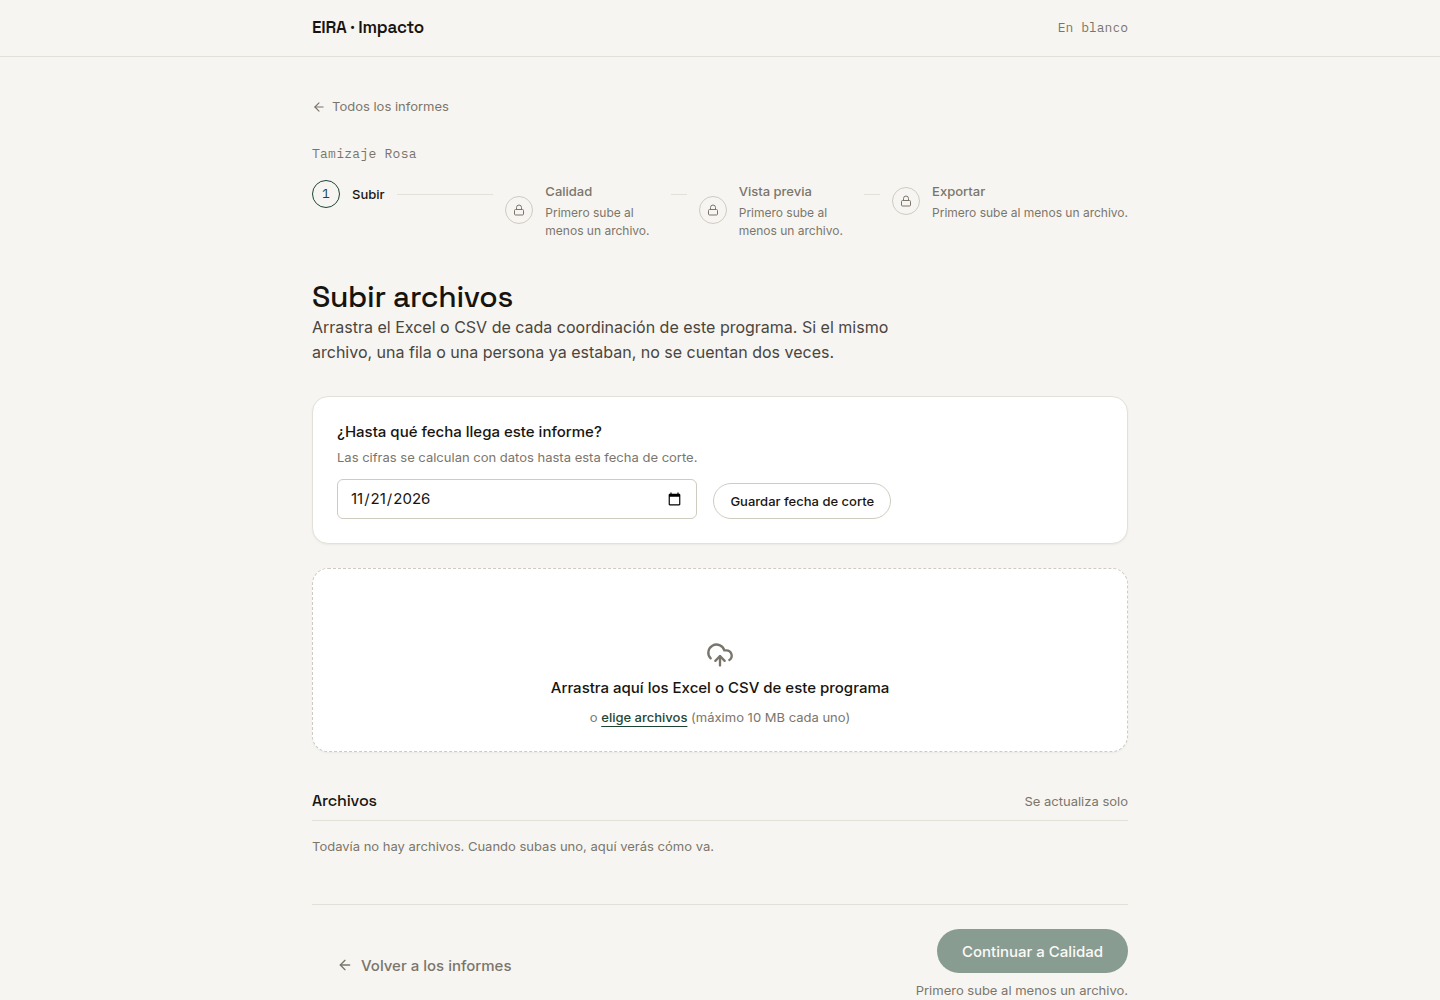 EIRA · Impacto
En blanco
Todos los informes
Tamizaje Rosa
1
Subir
Calidad
Primero sube al
menos un archivo.
Vista previa
Primero sube al
menos un archivo.
Exportar
Primero sube al menos un archivo.
Subir archivos
Arrastra el Excel o CSV de cada coordinación de este programa. Si el mismo
archivo, una fila o una persona ya estaban, no se cuentan dos veces.
¿Hasta qué fecha llega este informe?
Las cifras se calculan con datos hasta esta fecha de corte.
11/21/2026
Guardar fecha de corte
Arrastra aquí los Excel o CSV de este programa
o elige archivos (máximo 10 MB cada uno)
Archivos
Se actualiza solo
Todavía no hay archivos. Cuando subas uno, aquí verás cómo va.
Volver a los informes
Continuar a Calidad
Primero sube al menos un archivo.